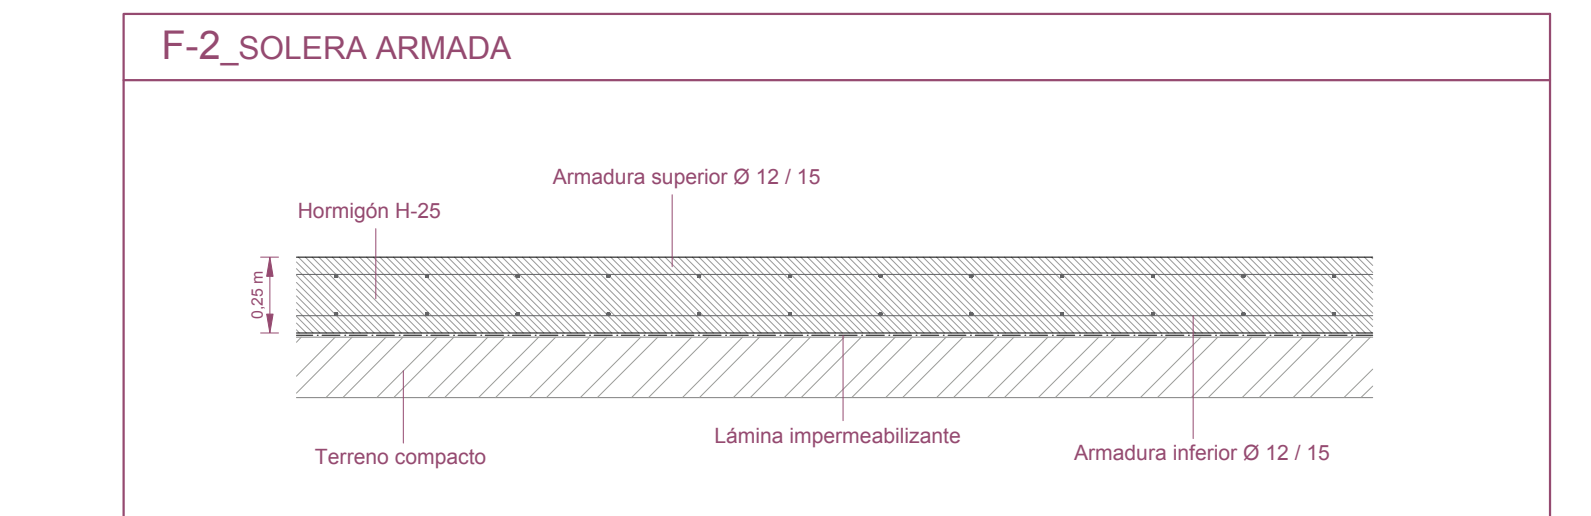 F-2_SOLERA ARMADA
Armadura superior Ø 12 / 15
Hormigón H-25
0,25 m
Lámina impermeabilizante
Armadura inferior Ø 12 / 15
Terreno compacto